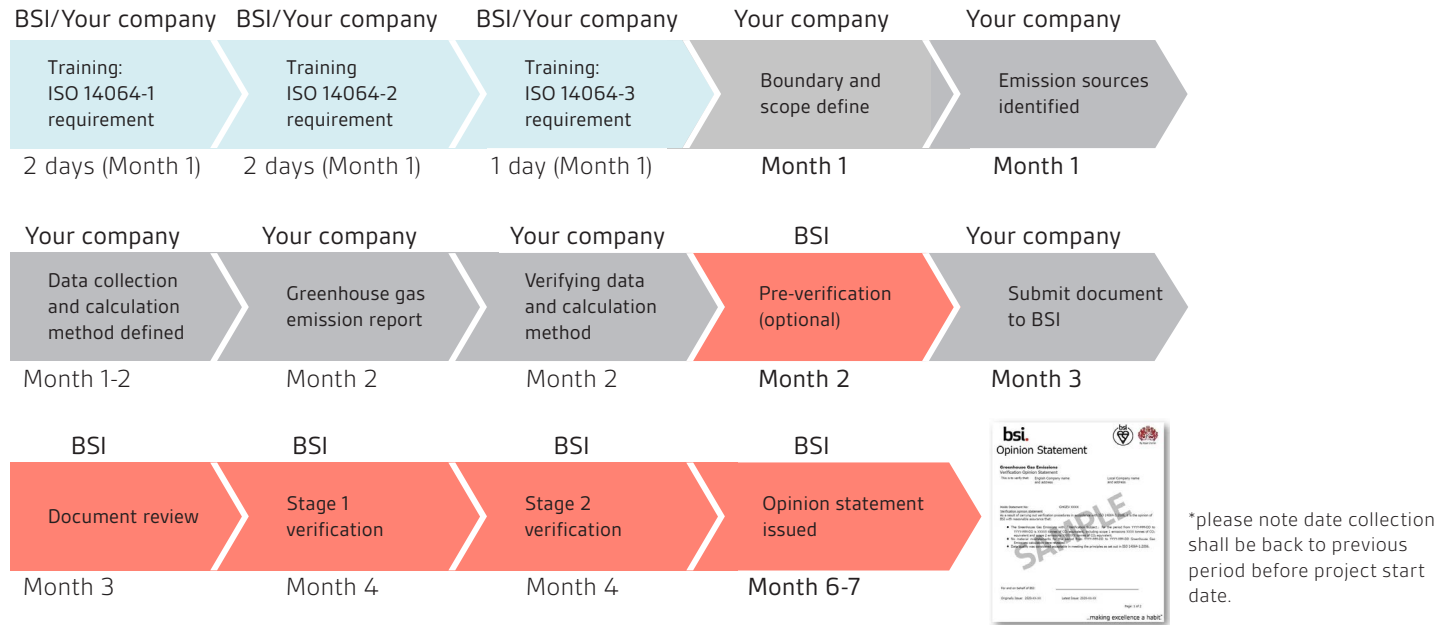 BSI/Your company BSI/Your company BSI/Your company Your company Your company
Training:
ISO 14064-1
requirement
Training
ISO 14064-2
requirement
Training:
ISO 14064-3
requirement
Boundary and
scope define
Emission sources
identified
2 days (Month 1) 2 days (Month 1) 1 day (Month 1) Month 1 Month 1
Your company Your company Your company BSI Your company
Data collection
and calculation
method defined
Greenhouse gas
emission report
Verifying data
and calculation
method
Pre-verification
(optional)
Submit document
to BSI
Month 1-2 Month 2 Month 2 Month 2 Month 3
BSI BSI BSI BSI
Document review
Stage 1
verification
Stage 2
verification
Opinion statement
issued
Month 3 Month 4 Month 4 Month 6-7
bsi.
bsi
Opinion Statement
Greenhouse Gas Emissions
Verification Opinion Statement
SAMPLE
...making excellence a habit.
*please note date collection
shall be back to previous
period before project start
date.